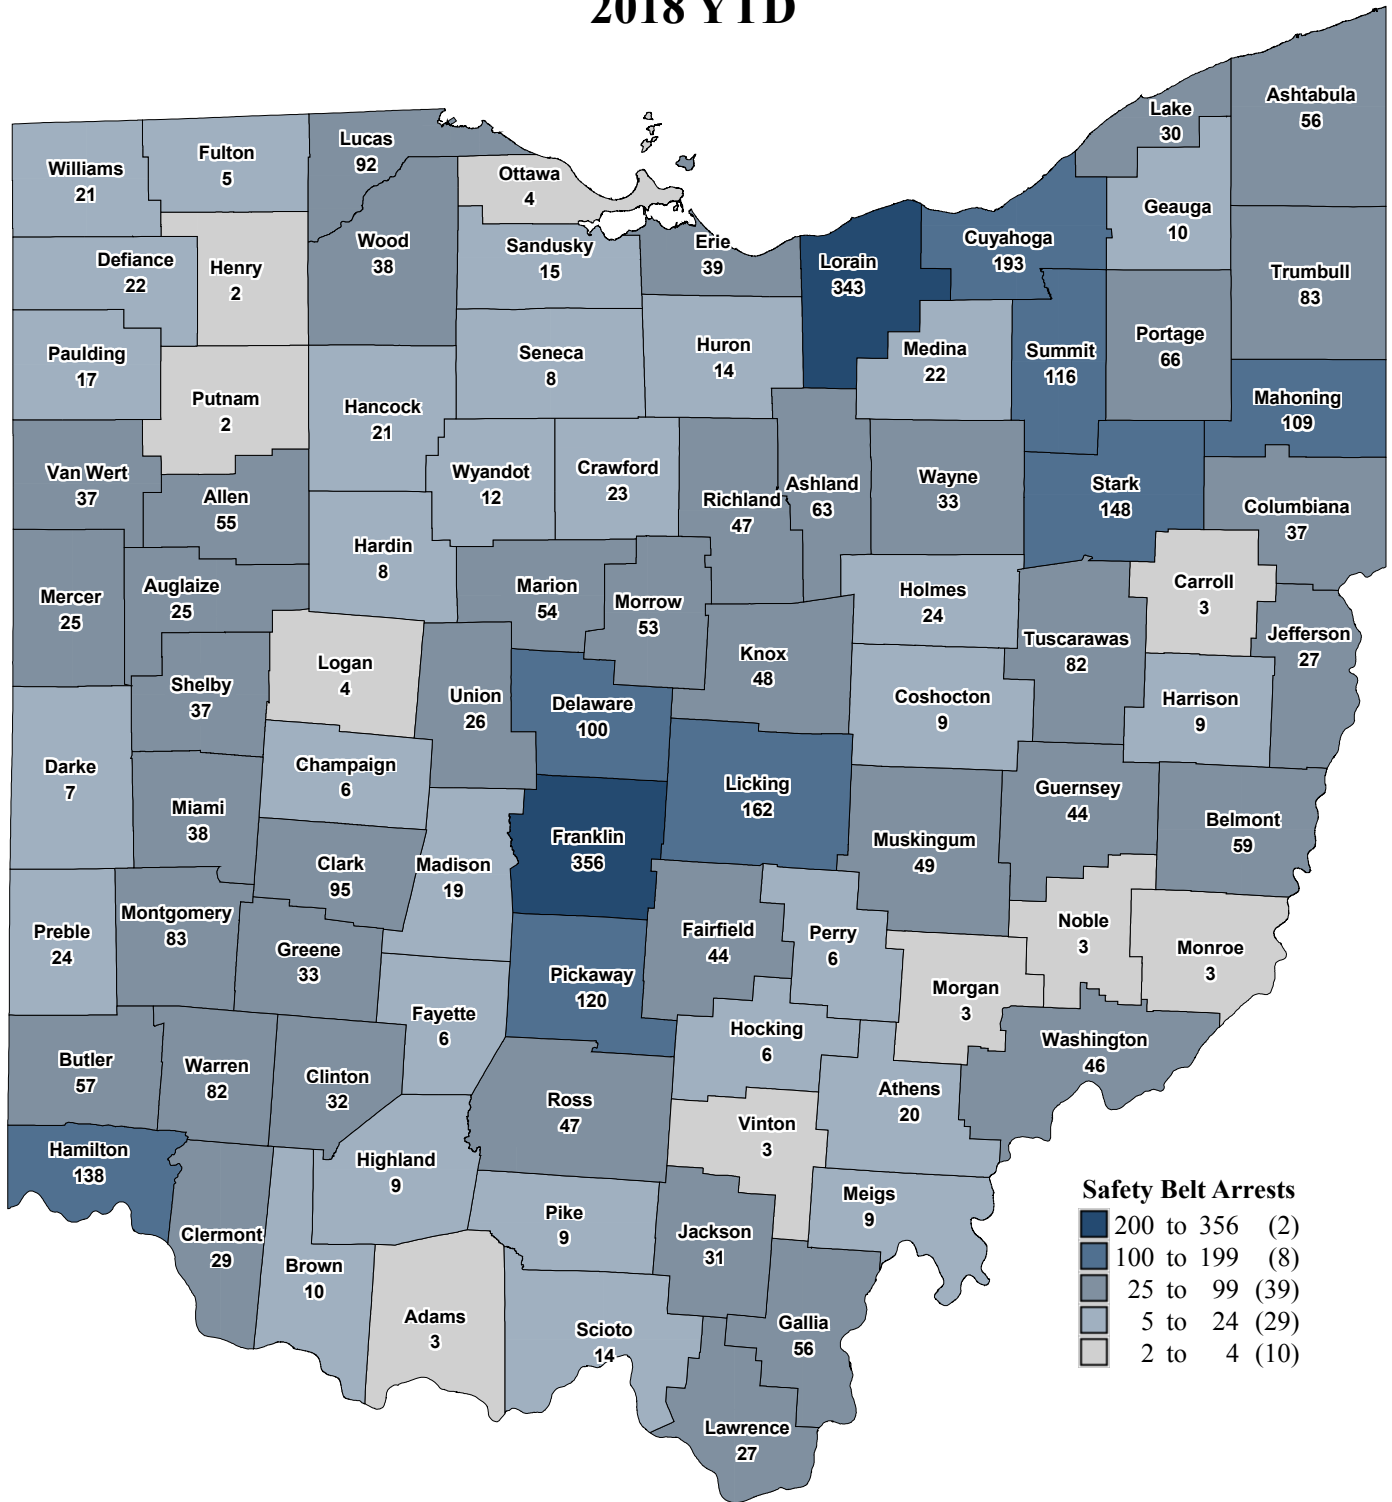 2018 YTD
Ashtabula
56
Lake
30
Lucas
92
Fulton
5
Williams
21
Ottawa
4
Geauga
10
Wood
38
Erie
39
Cuyahoga
193
Sandusky
15
Defiance
22
Henry
2
Lorain
343
Trumbull
83
Portage
66
Huron
14
Medina
22
Summit
116
Paulding
17
Seneca
8
Putnam
2
Hancock
21
Mahoning
109
Van Wert
37
Wyandot
12
Crawford
23
Wayne
33
Stark
148
Ashland
63
Allen
55
Richland
47
Columbiana
37
Hardin
8
Carroll
3
Mercer
25
Auglaize
25
Marion
54
Morrow
53
Holmes
24
Jefferson
27
Tuscarawas
82
Knox
48
Logan
4
Shelby
37
Union
26
Delaware
100
Coshocton
9
Harrison
9
Darke
7
Champaign
6
Licking
162
Guernsey
44
Miami
38
Belmont
59
Franklin
356
Muskingum
49
Clark
95
Madison
19
Montgomery
83
Noble
3
Preble
24
Fairfield
44
Perry
6
Monroe
3
Greene
33
Pickaway
120
Morgan
3
Fayette
6
Hocking
6
Washington
46
Butler
57
Warren
82
Clinton
32
Athens
20
Ross
47
Vinton
3
Hamilton
138
Highland
9
Meigs
9
Pike
9
Jackson
31
Clermont
29
Brown
10
Adams
3
Scioto
14
Gallia
56
Lawrence
27
Safety Belt Arrests
200 to 356 (2)
100 to 199 (8)
25 to 99 (39)
5 to 24 (29)
2 to 4 (10)